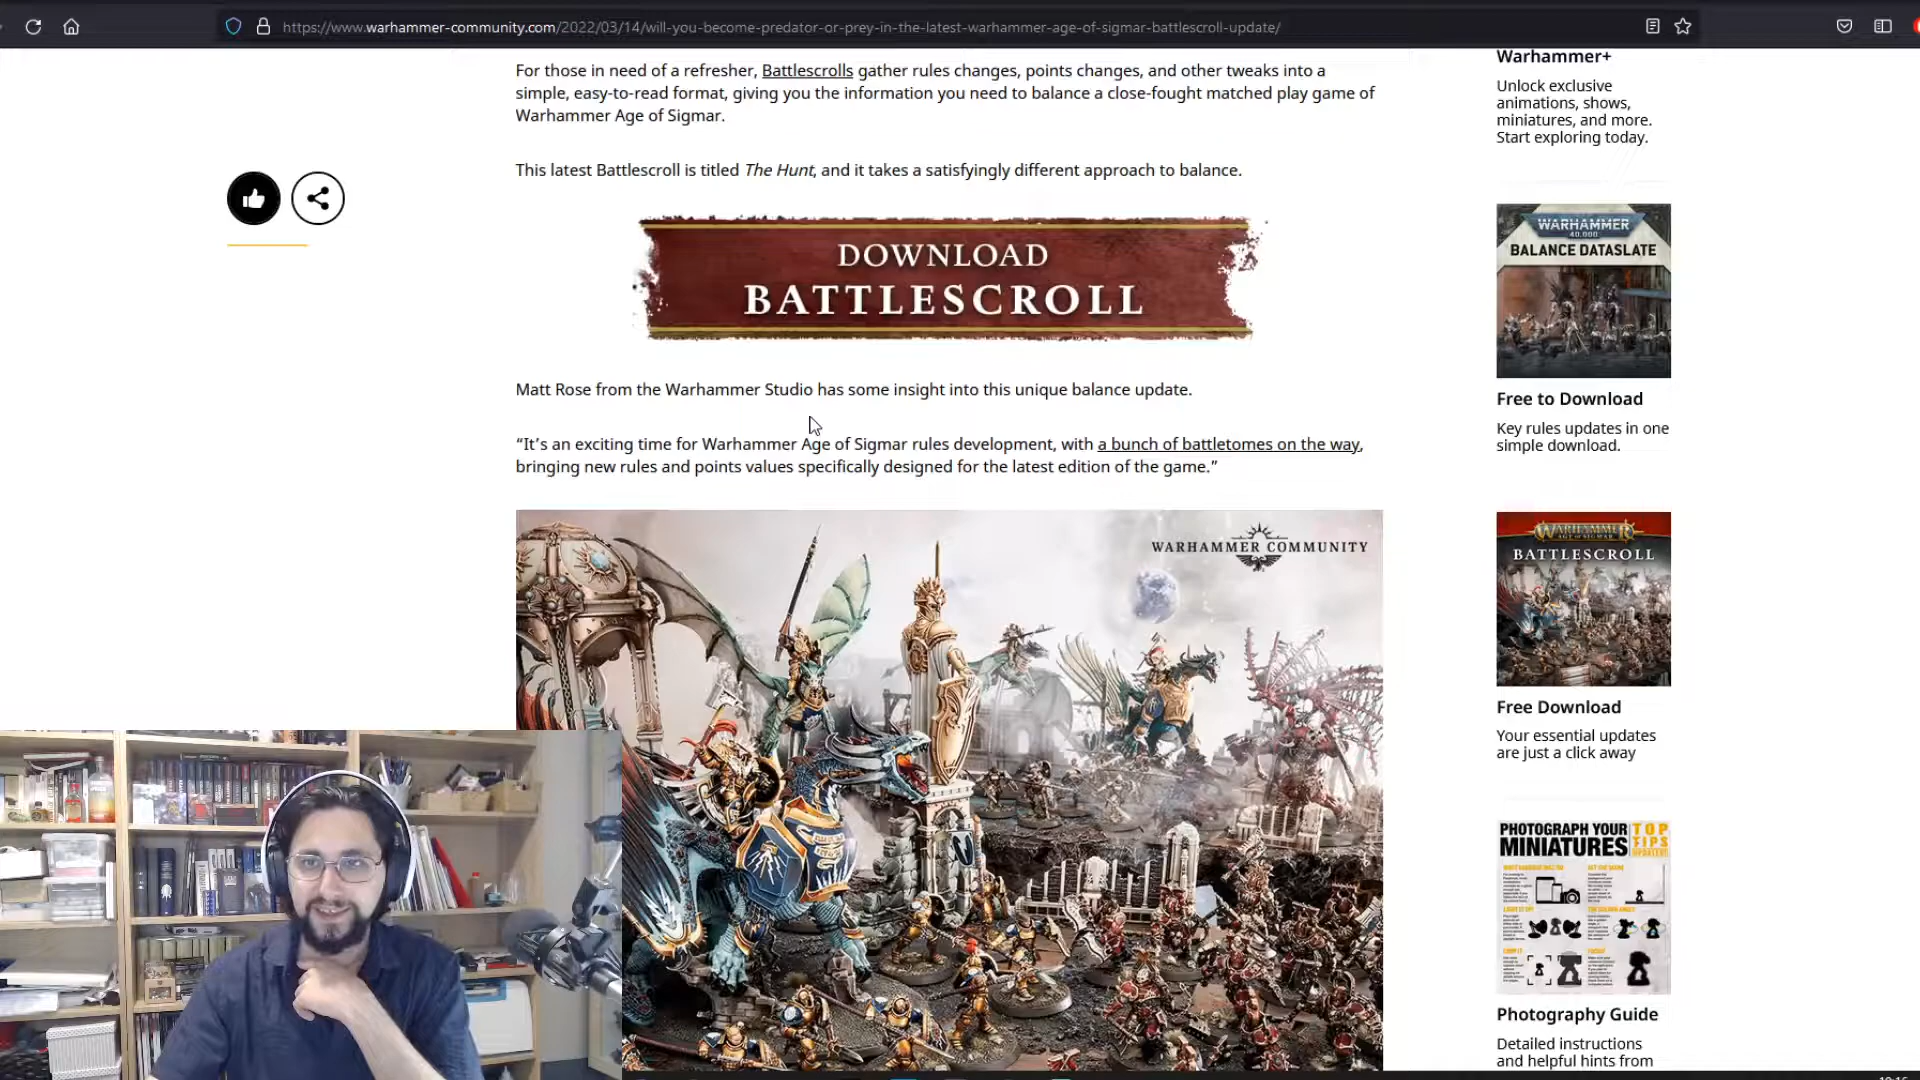 https://www.warhammer-community.com/2022/03/14/will-you-become-predator-or-prey-in-the-latest-warhammer-age-of-sigmar-battlescroll-update/
For those in need of a refresher, Battlescrolls gather rules changes, points changes, and other tweaks into a
simple, easy-to-read format, giving you the information you need to balance a close-fought matched play game of
Warhammer Age of Sigmar.
This latest Battlescroll is titled The Hunt, and it takes a satisfyingly different approach to balance.
DOWNLOAD
BATTLESCROLL
Matt Rose from the Warhammer Studio has some insight into this unique balance update.
“It’s an exciting time for Warhammer Age of Sigmar rules development, with a bunch of battletomes on the way,
bringing new rules and points values specifically designed for the latest edition of the game.”
WARHAMMER COMMUNITY
Warhammer+
Unlock exclusive
animations, shows,
miniatures, and more.
Start exploring today.
WARHAMMER
40,000
BALANCE DATASLATE
Free to Download
Key rules updates in one
simple download.
WARHAMMER
AGE OF SIGMAR
BATTLESCROLL
Free Download
Your essential updates
are just a click away
PHOTOGRAPH YOUR
MINIATURES
TOP
TIPS
Photography Guide
Detailed instructions
and helpful hints from